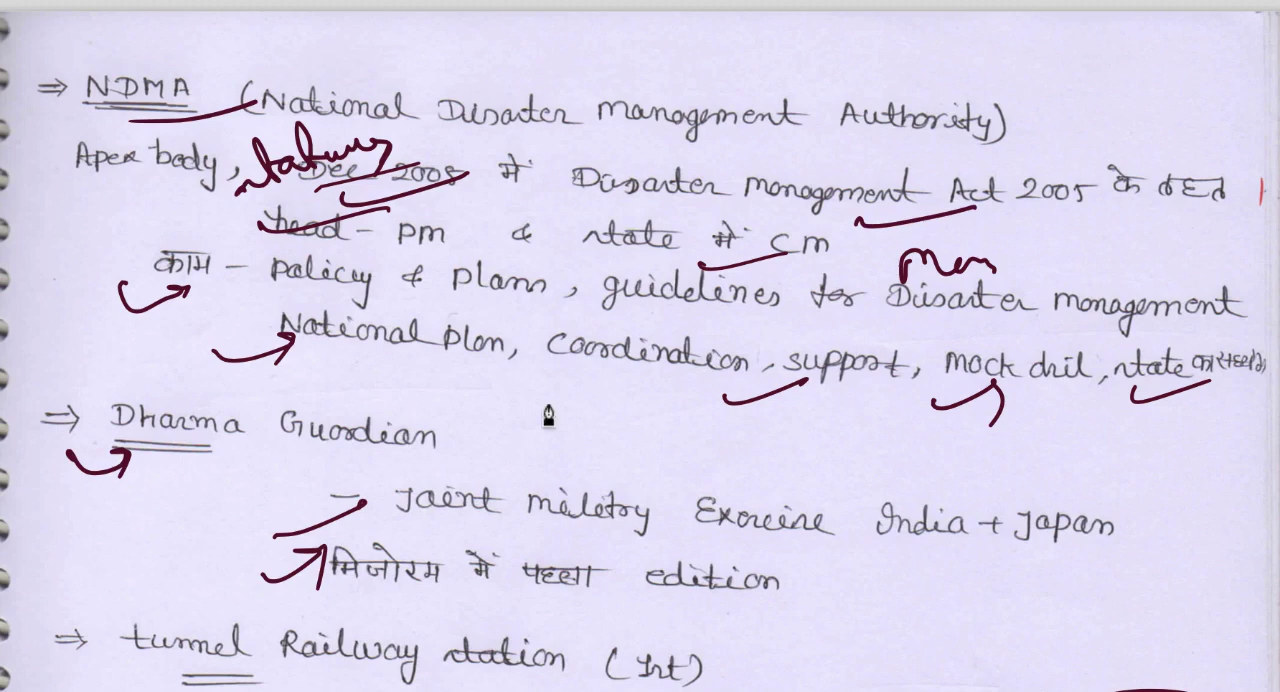 ⇒ NDMA (National Disaster Management Authority)
Apex body, statutory Dec 2005 में Disaster management Act 2005 के तहत
head - PM & state में CM
काम - policy & plans, guidelines for Disaster management
National plan, coordination, support, mock dril, state का
⇒ Dharma Guardian
- Joint militry Exercise India + Japan
मिजोरम में पहला edition
⇒ tunnel Railway station (1st)